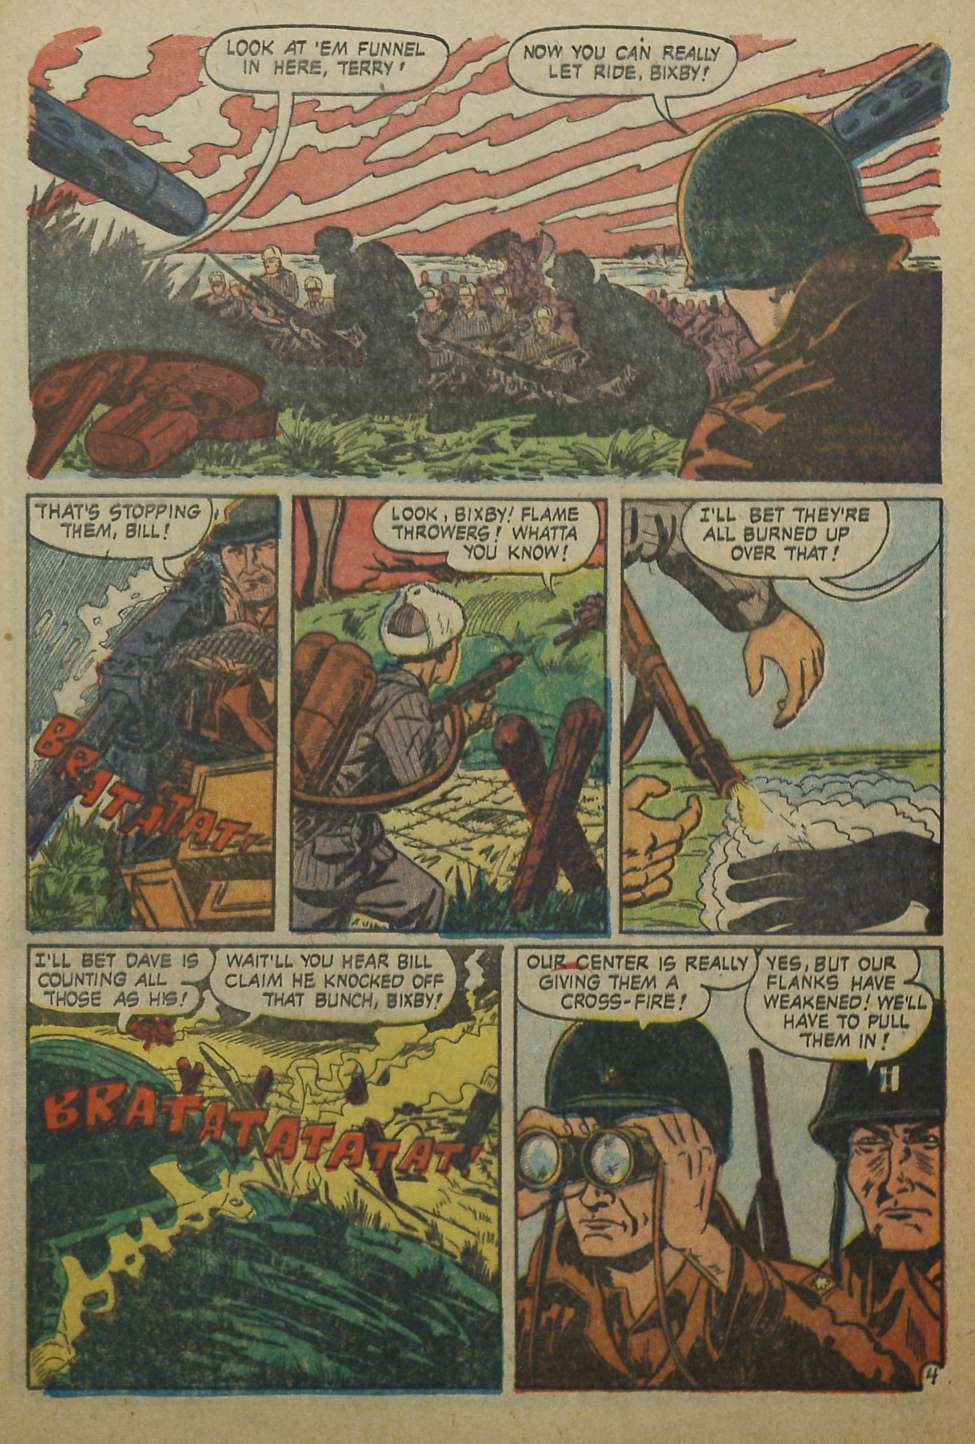 LOOK AT 'EM FUNNEL
IN HERE, TERRY!
NOW YOU CAN REALLY
LET RIDE, BIXBY!
THAT'S STOPPING
THEM, BILL!
BRATATATAT!
LOOK, BIXBY! FLAME
THROWERS! WHATTA
YOU KNOW!
I'LL BET THEY'RE
ALL BURNED UP
OVER THAT!
I'LL BET DAVE IS
COUNTING ALL
THOSE AS HIS!
WAIT'LL YOU HEAR BILL
CLAIM HE KNOCKED OFF
THAT BUNCH, BIXBY!
BRATATATATATAT!
OUR CENTER IS REALLY
GIVING THEM A
CROSS-FIRE!
YES, BUT OUR
FLANKS HAVE
WEAKENED! WE'LL
HAVE TO PULL
THEM IN!
4